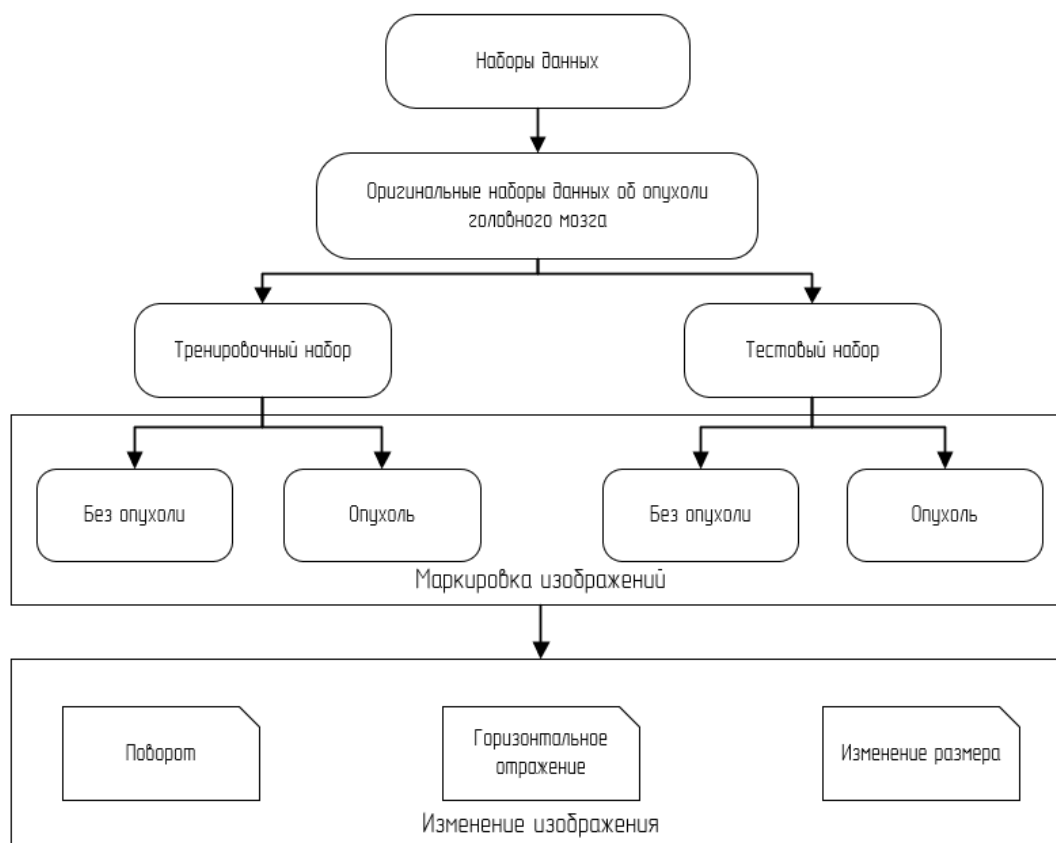 Наборы данных
Оригинальные наборы данных об опухоли
головного мозга
Тренировочный набор
Тестовый набор
Без опухоли
Опухоль
Без опухоли
Опухоль
Маркировка изображений
Поворот
Горизонтальное
отражение
Изменение размера
Изменение изображения